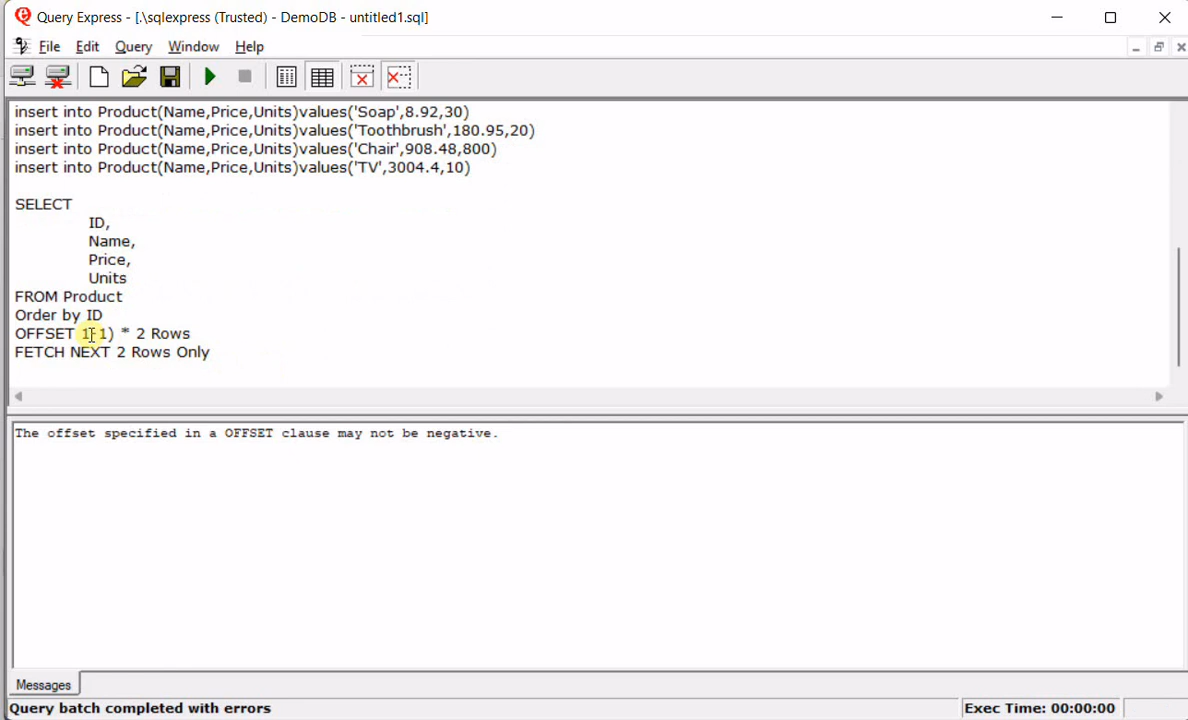 Query Express - [.\sqlexpress (Trusted) - DemoDB - untitled1.sql]
File Edit Query Window Help
insert into Product(Name,Price,Units)values('Soap',8.92,30)
insert into Product(Name,Price,Units)values('Toothbrush',180.95,20)
insert into Product(Name,Price,Units)values('Chair',908.48,800)
insert into Product(Name,Price,Units)values('TV',3004.4,10)
SELECT
ID,
Name,
Price,
Units
FROM Product
Order by ID
OFFSET 1-1) * 2 Rows
FETCH NEXT 2 Rows Only
The offset specified in a OFFSET clause may not be negative.
Messages
Query batch completed with errors
Exec Time: 00:00:00